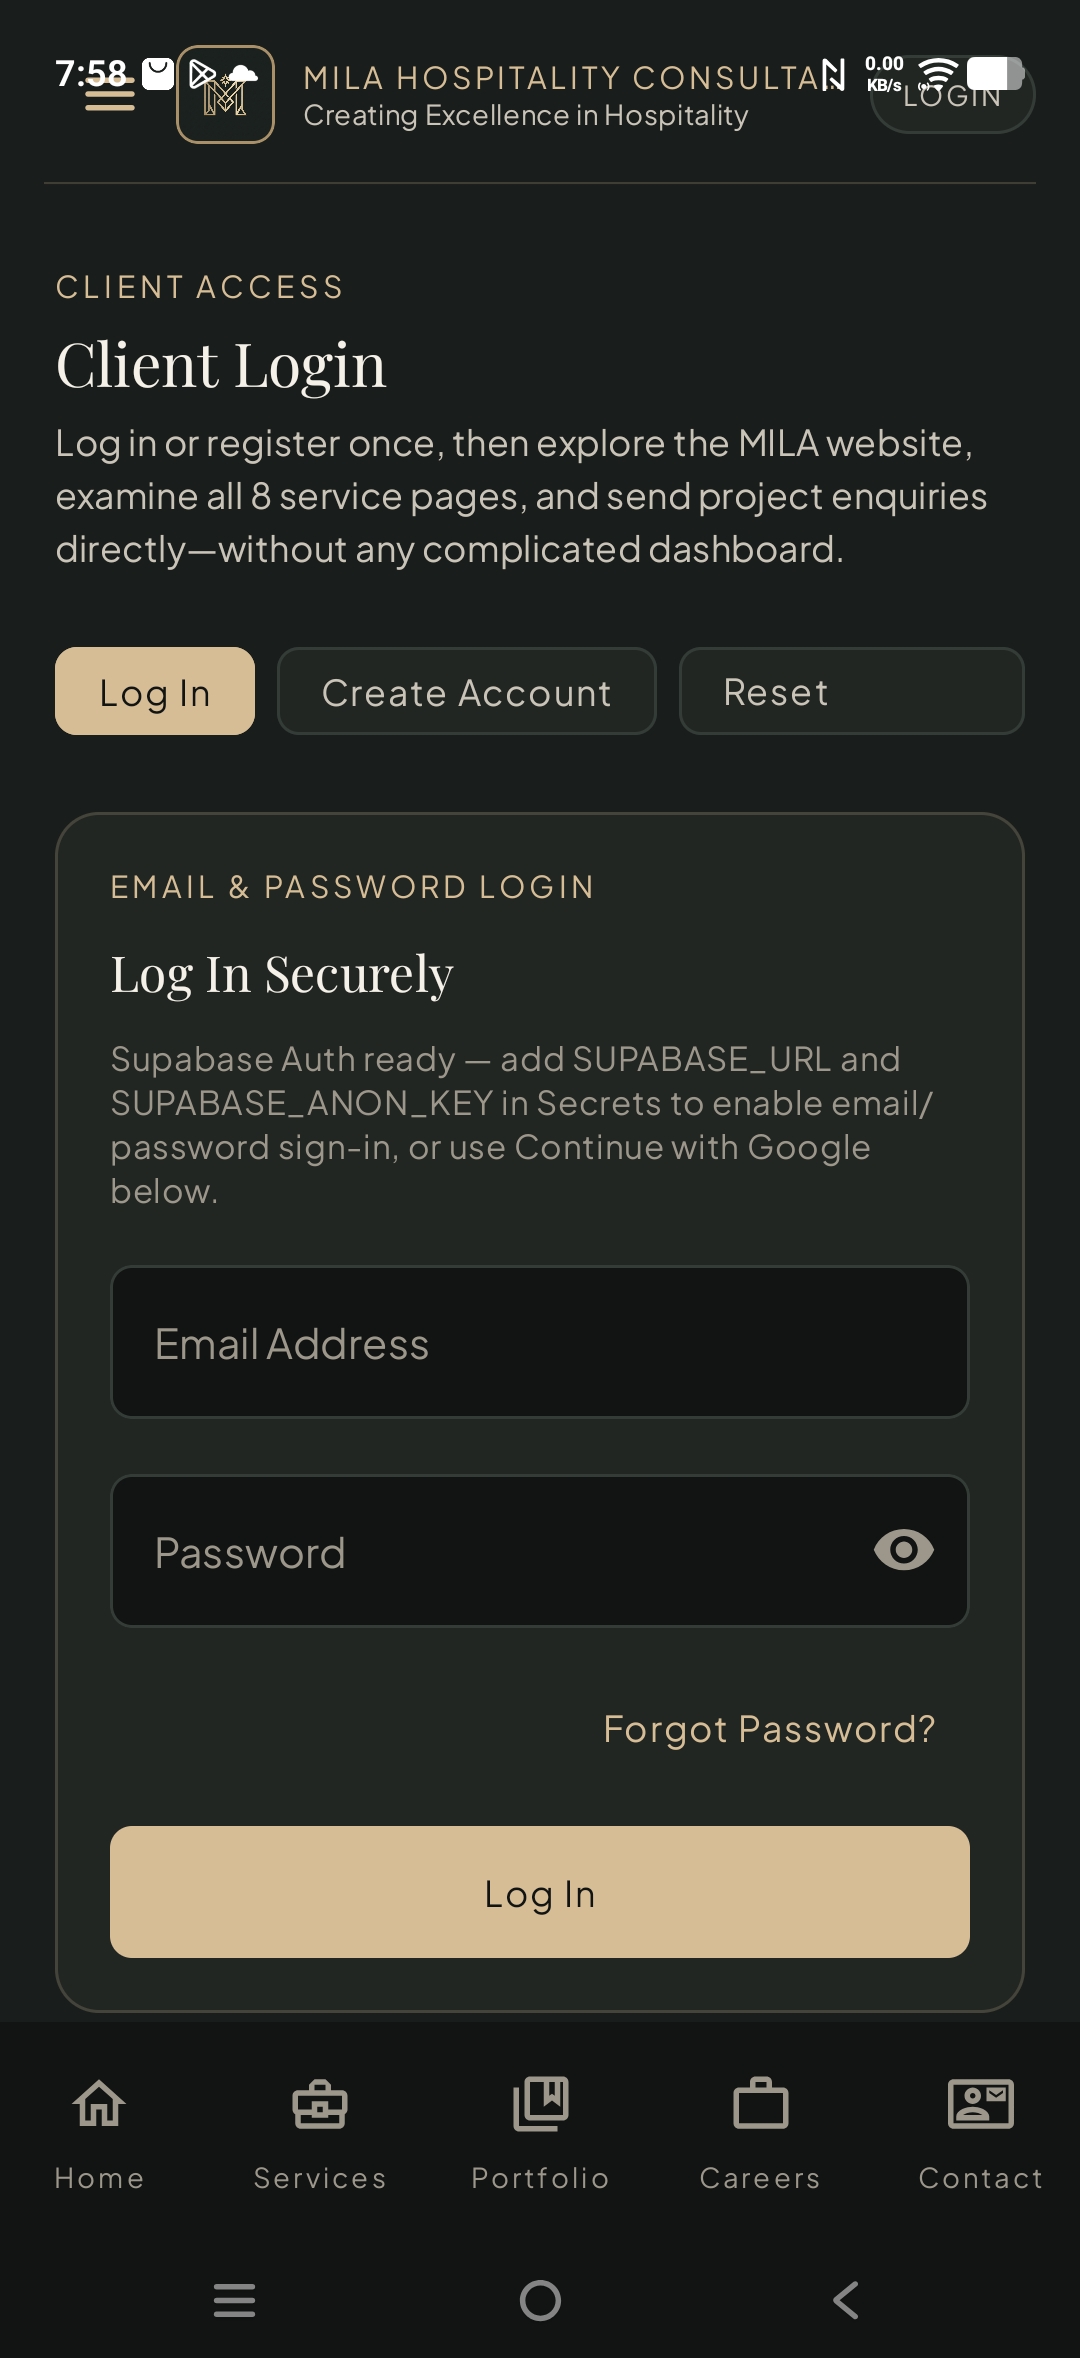 7:58
0.00
KB/s
MILA HOSPITALITY CONSULTA...
Creating Excellence in Hospitality
LOGIN
CLIENT ACCESS
Client Login
Log in or register once, then explore the MILA website,
examine all 8 service pages, and send project enquiries
directly—without any complicated dashboard.
Log In
Create Account
Reset
EMAIL & PASSWORD LOGIN
Log In Securely
Supabase Auth ready — add SUPABASE_URL and
SUPABASE_ANON_KEY in Secrets to enable email/
password sign-in, or use Continue with Google
below.
Email Address
Password
Forgot Password?
Log In
Home
Services
Portfolio
Careers
Contact